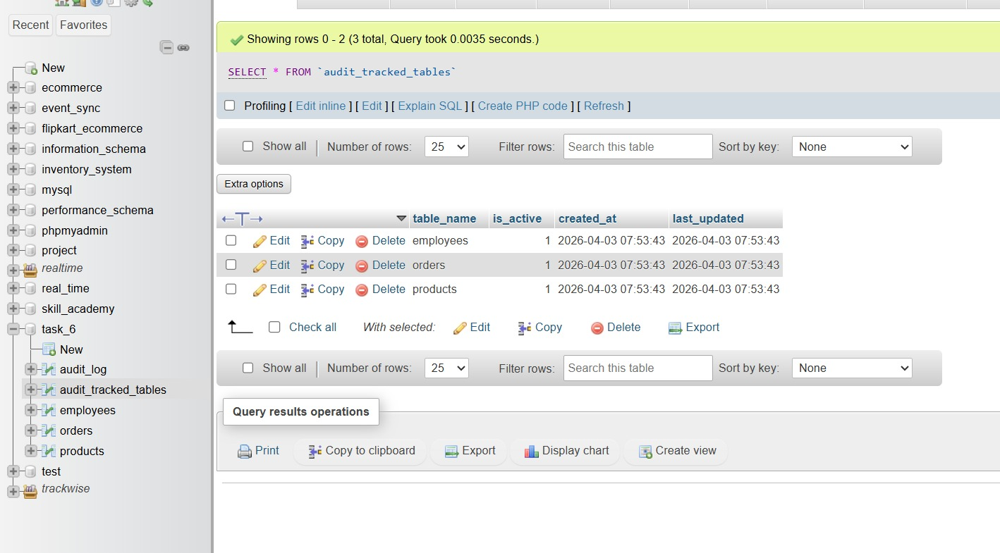 Recent Favorites
New
ecommerce
event_sync
flipkart_ecommerce
information_schema
inventory_system
mysql
performance_schema
phpmyadmin
project
realtime
real_time
skill_academy
task_6
New
audit_log
audit_tracked_tables
employees
orders
products
test
trackwise
Showing rows 0 - 2 (3 total, Query took 0.0035 seconds.)
SELECT * FROM `audit_tracked_tables`
Profiling [ Edit inline ] [ Edit ] [ Explain SQL ] [ Create PHP code ] [ Refresh ]
Show all | Number of rows: 25 Filter rows: Search this table Sort by key: None
Extra options
←T→ table_name is_active created_at last_updated
Edit Copy Delete employees 1 2026-04-03 07:53:43 2026-04-03 07:53:43
Edit Copy Delete orders 1 2026-04-03 07:53:43 2026-04-03 07:53:43
Edit Copy Delete products 1 2026-04-03 07:53:43 2026-04-03 07:53:43
Check all With selected: Edit Copy Delete Export
Show all | Number of rows: 25 Filter rows: Search this table Sort by key: None
Query results operations
Print Copy to clipboard Export Display chart Create view